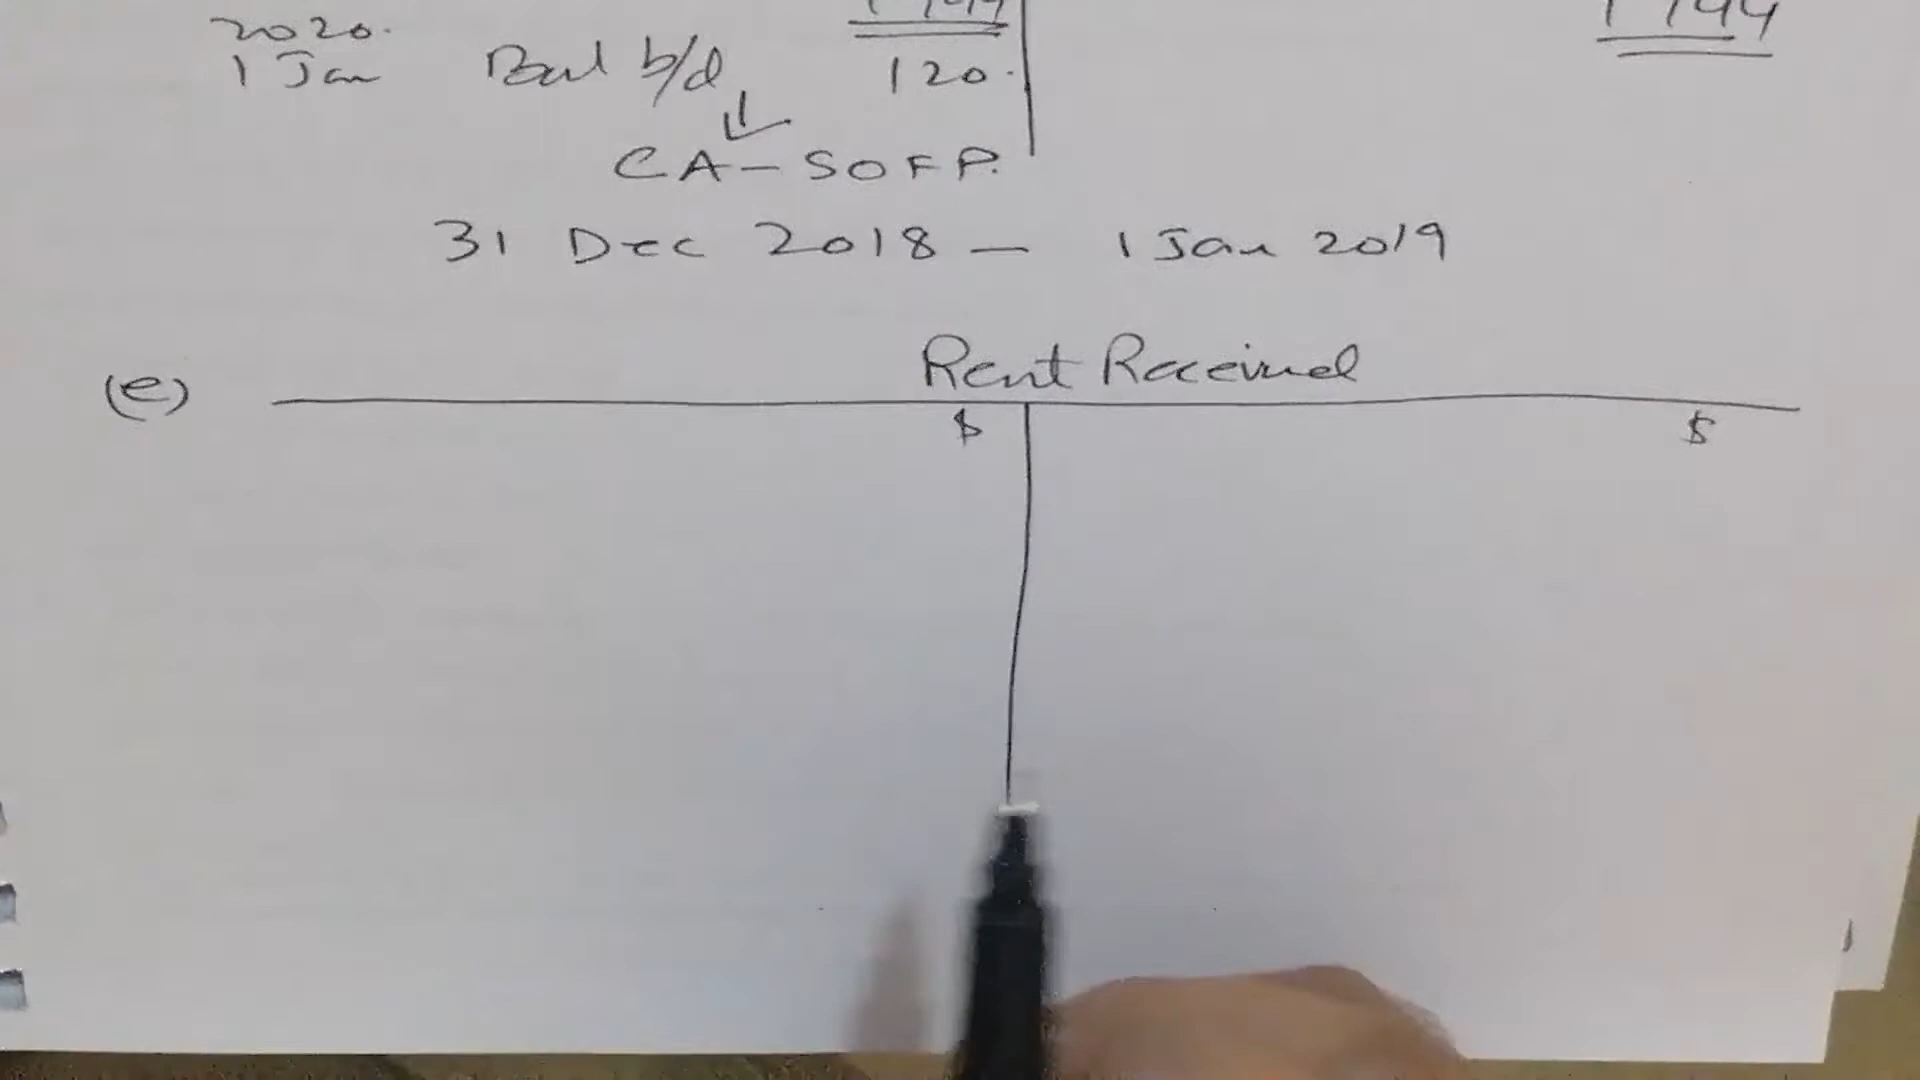 2020.
1 Jan Bal b/d 120.
CA - SOFP.
31 Dec 2018 - 1 Jan 2019
(e) Rent Received
$ $